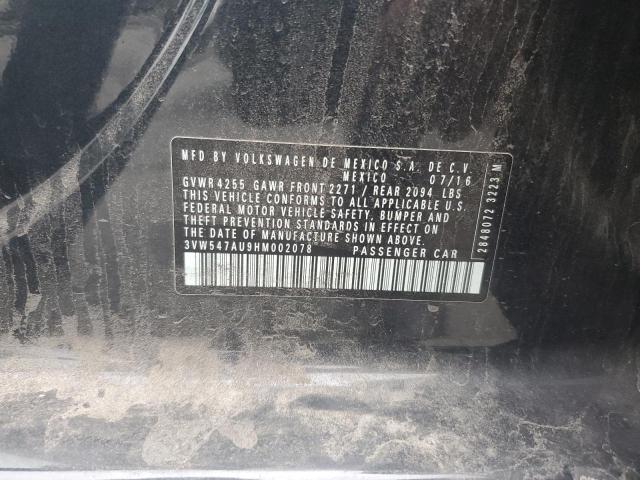 MFD BY VOLKSWAGEN DE MEXICO S.A. DE C.V.
MEXICO 07/16
GVWR 4255 GAWR FRONT 2271 / REAR 2094 LBS
THIS VEHICLE CONFORMS TO ALL APPLICABLE U.S.
FEDERAL MOTOR VEHICLE SAFETY, BUMPER AND
THEFT PREVENTION STANDARDS IN EFFECT ON
THE DATE OF MANUFACTURE SHOWN ABOVE.
3VW547AU9HM002078 PASSENGER CAR
2848072 3223 M